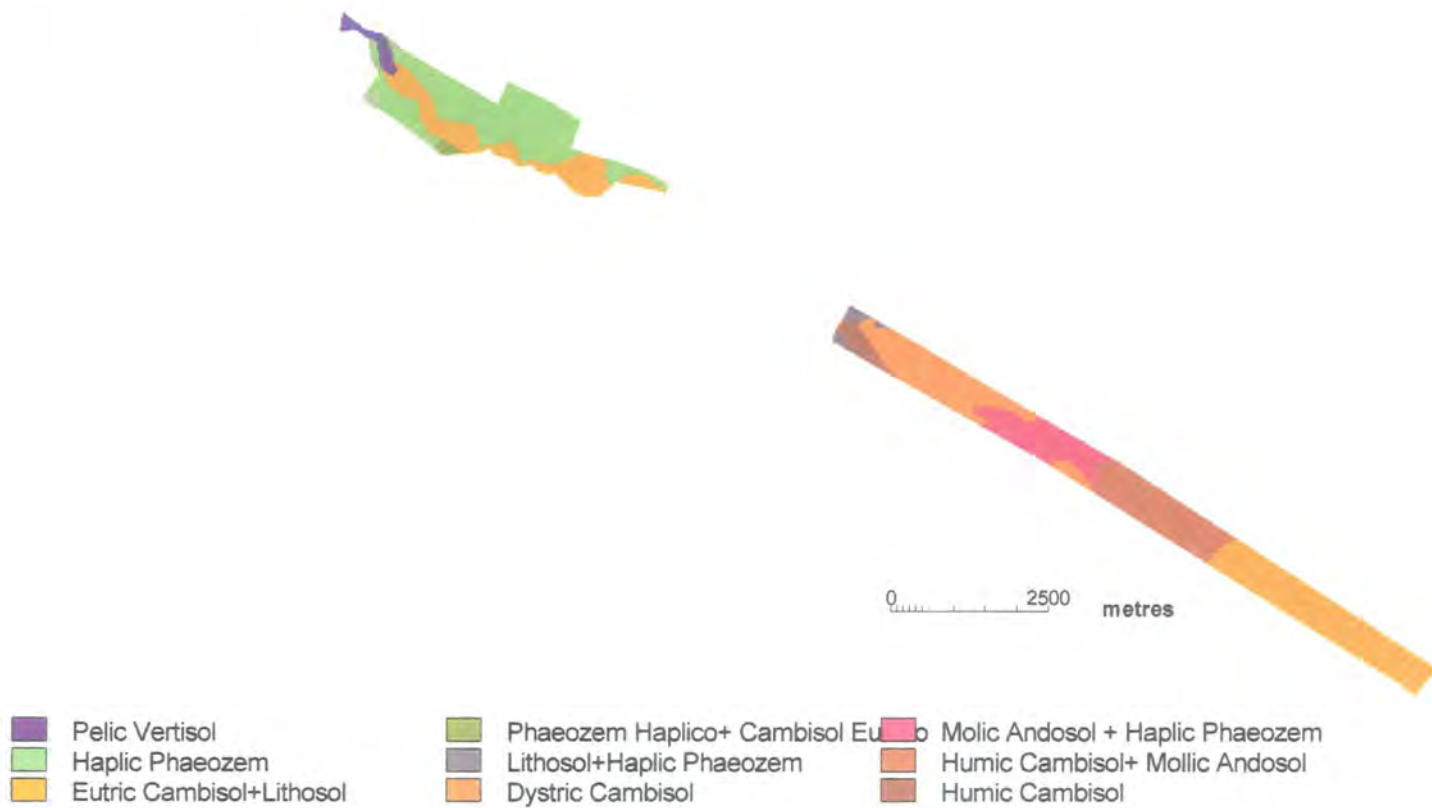 0 2500 metres
Pelic Vertisol
Haplic Phaeozem
Eutric Cambisol+Lithosol
Phaeozem Haplico+ Cambisol Eu o
Lithosol+Haplic Phaeozem
Dystric Cambisol
Molic Andosol + Haplic Phaeozem
Humic Cambisol+ Mollic Andosol
Humic Cambisol